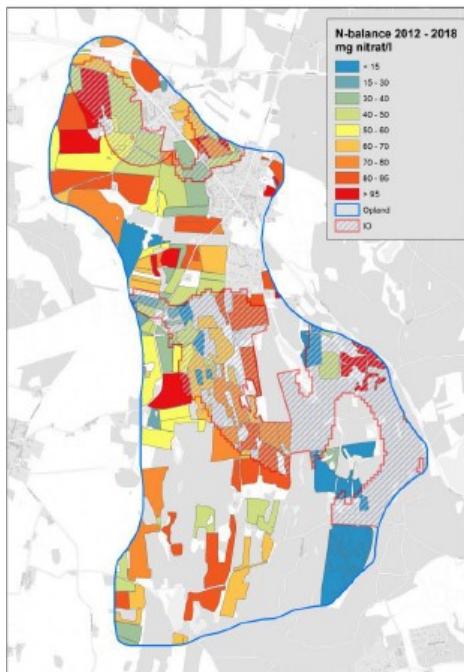 N-balance 2012 - 2018
mg nitrat/l
< 15
15 - 30
30 - 40
40 - 50
50 - 60
60 - 70
70 - 80
80 - 95
> 95
Opland
IO